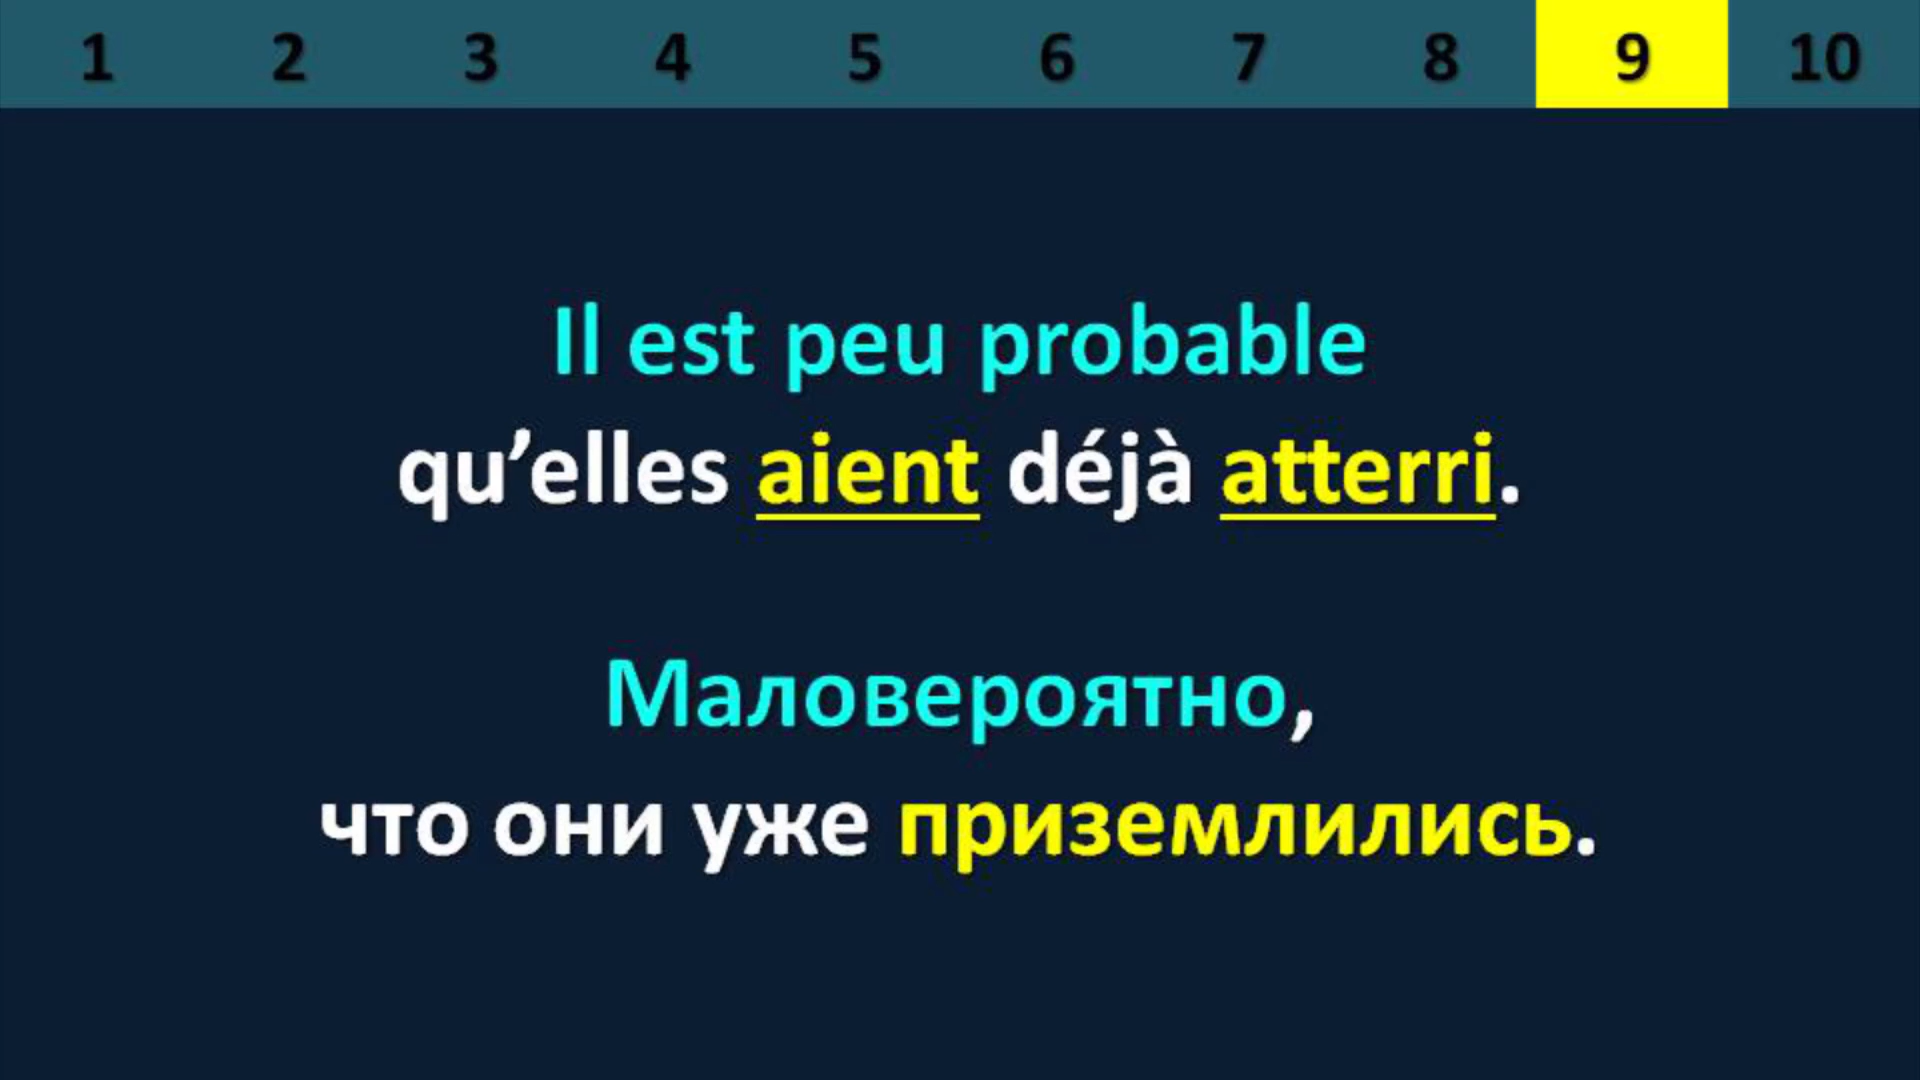 1 2 3 4 5 6 7 8 9 10
Il est peu probable
qu’elles aient déjà atterri.
Маловероятно,
что они уже приземлились.